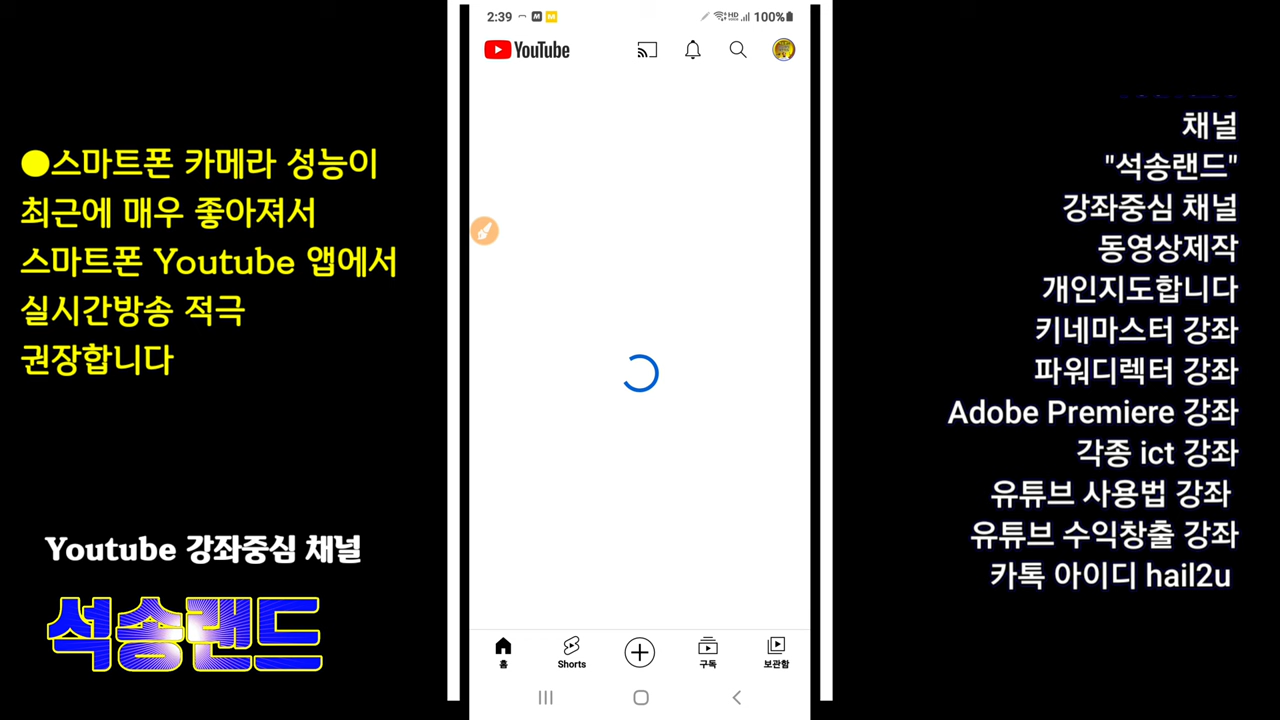 2:39
HD
100%
YouTube
●스마트폰 카메라 성능이
최근에 매우 좋아져서
스마트폰 Youtube 앱에서
실시간방송 적극
권장합니다
Youtube 강좌중심 채널
석송랜드
채널
"석송랜드"
강좌중심 채널
동영상제작
개인지도합니다
키네마스터 강좌
파워디렉터 강좌
Adobe Premiere 강좌
각종 ict 강좌
유튜브 사용법 강좌
유튜브 수익창출 강좌
카톡 아이디 hail2u
홈
Shorts
구독
보관함